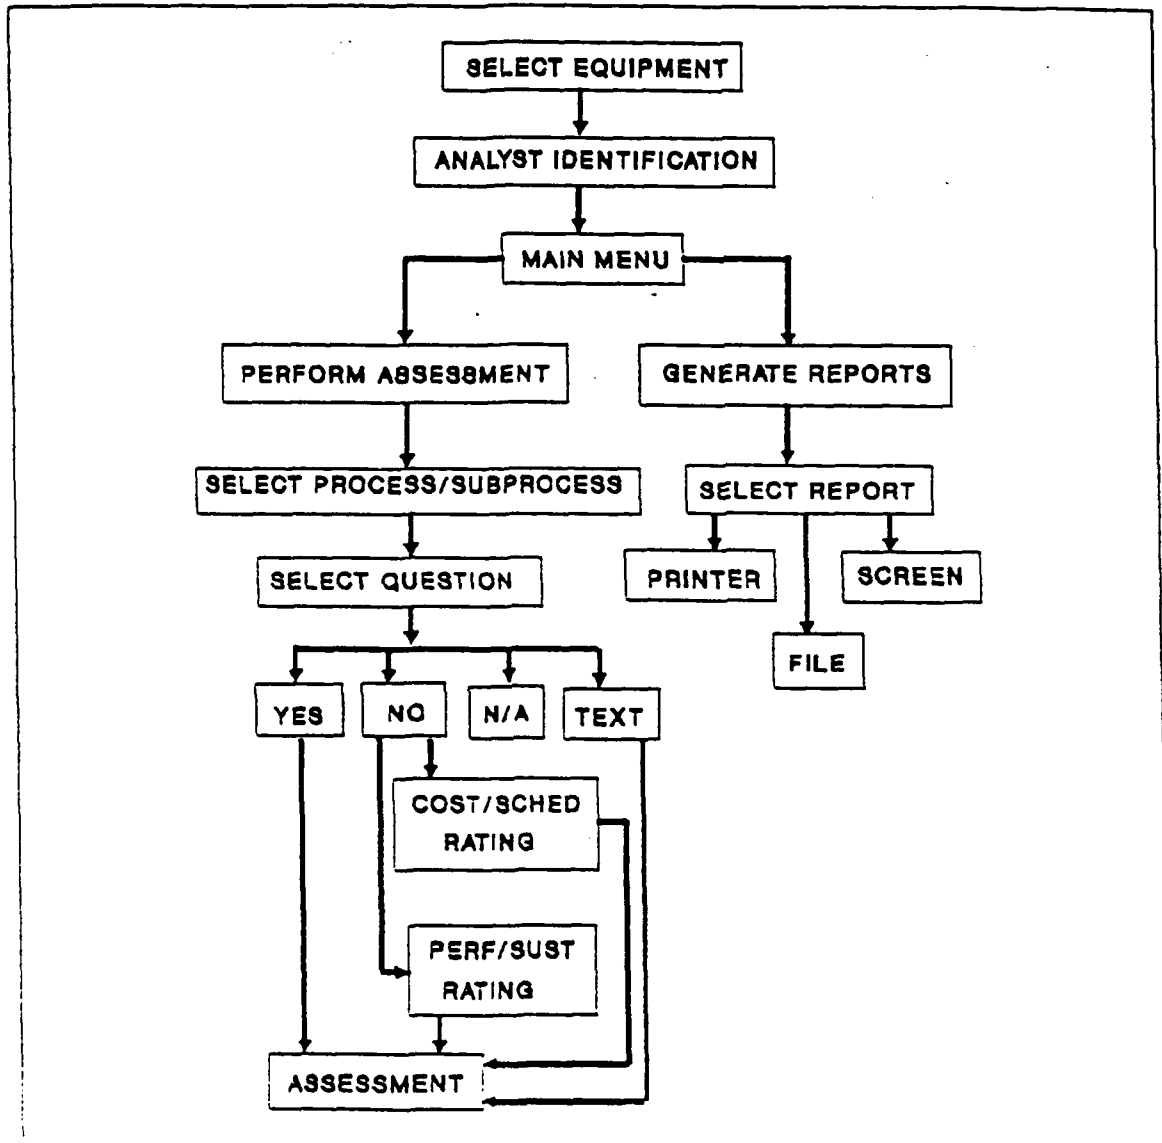 SELECT EQUIPMENT
ANALYST IDENTIFICATION
MAIN MENU
PERFORM ASSESSMENT
GENERATE REPORTS
SELECT PROCESS/SUBPROCESS
SELECT REPORT
SELECT QUESTION
PRINTER
SCREEN
FILE
YES
NO
N/A
TEXT
COST/SCHED
RATING
PERF/SUST
RATING
ASSESSMENT